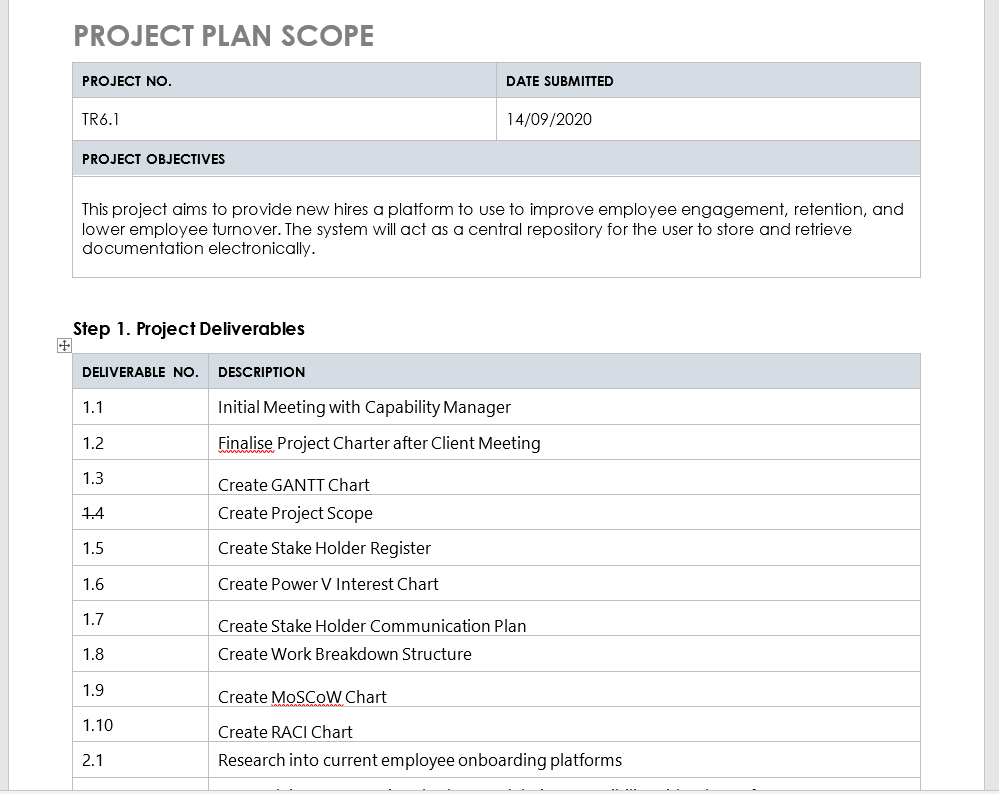 PROJECT PLAN SCOPE
PROJECT NO. DATE SUBMITTED
TR6.1 14/09/2020
PROJECT OBJECTIVES
This project aims to provide new hires a platform to use to improve employee engagement, retention, and
lower employee turnover. The system will act as a central repository for the user to store and retrieve
documentation electronically.
Step 1. Project Deliverables
DELIVERABLE NO. DESCRIPTION
1.1 Initial Meeting with Capability Manager
1.2 Finalise Project Charter after Client Meeting
1.3 Create GANTT Chart
1.4 Create Project Scope
1.5 Create Stake Holder Register
1.6 Create Power V Interest Chart
1.7 Create Stake Holder Communication Plan
1.8 Create Work Breakdown Structure
1.9 Create MoSCoW Chart
1.10 Create RACI Chart
2.1 Research into current employee onboarding platforms